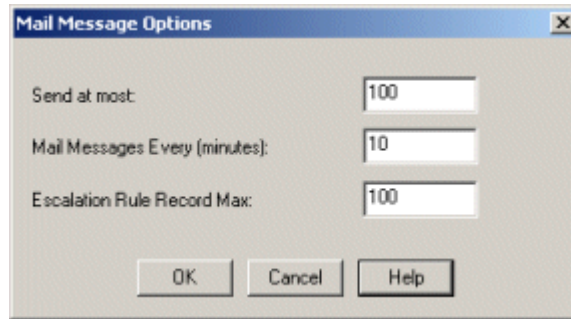 Mail Message Options
Send at most: 100
Mail Messages Every (minutes): 10
Escalation Rule Record Max: 100
OK Cancel Help